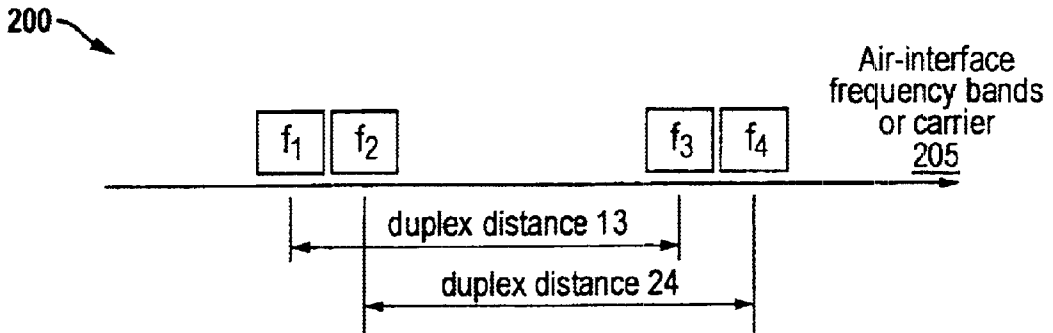 200
Air-interface
frequency bands
or carrier
205
f1 f2 f3 f4
duplex distance 13
duplex distance 24